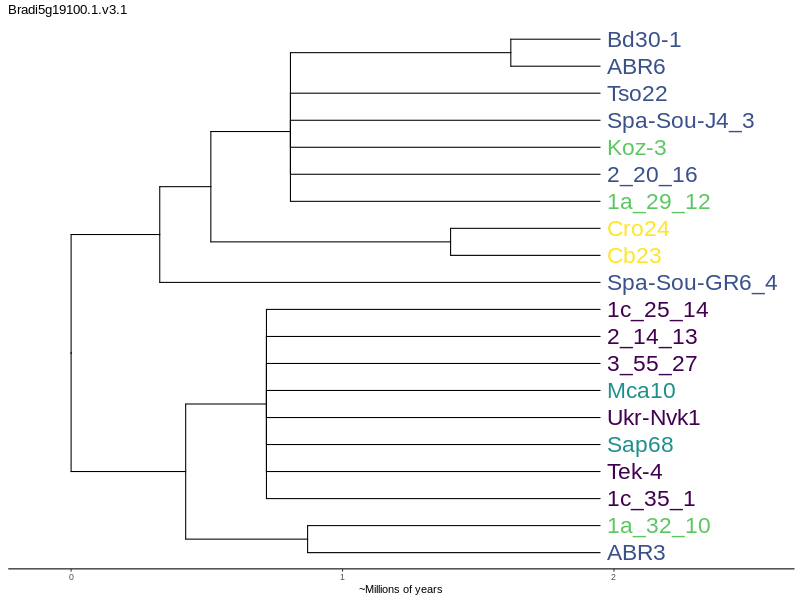 Bradi5g19100.1.v3.1
Bd30-1
ABR6
Tso22
Spa-Sou-J4_3
Koz-3
2_20_16
1a_29_12
Cro24
Cb23
Spa-Sou-GR6_4
1c_25_14
2_14_13
3_55_27
Mca10
Ukr-Nvk1
Sap68
Tek-4
1c_35_1
1a_32_10
ABR3
0 1 2
~Millions of years